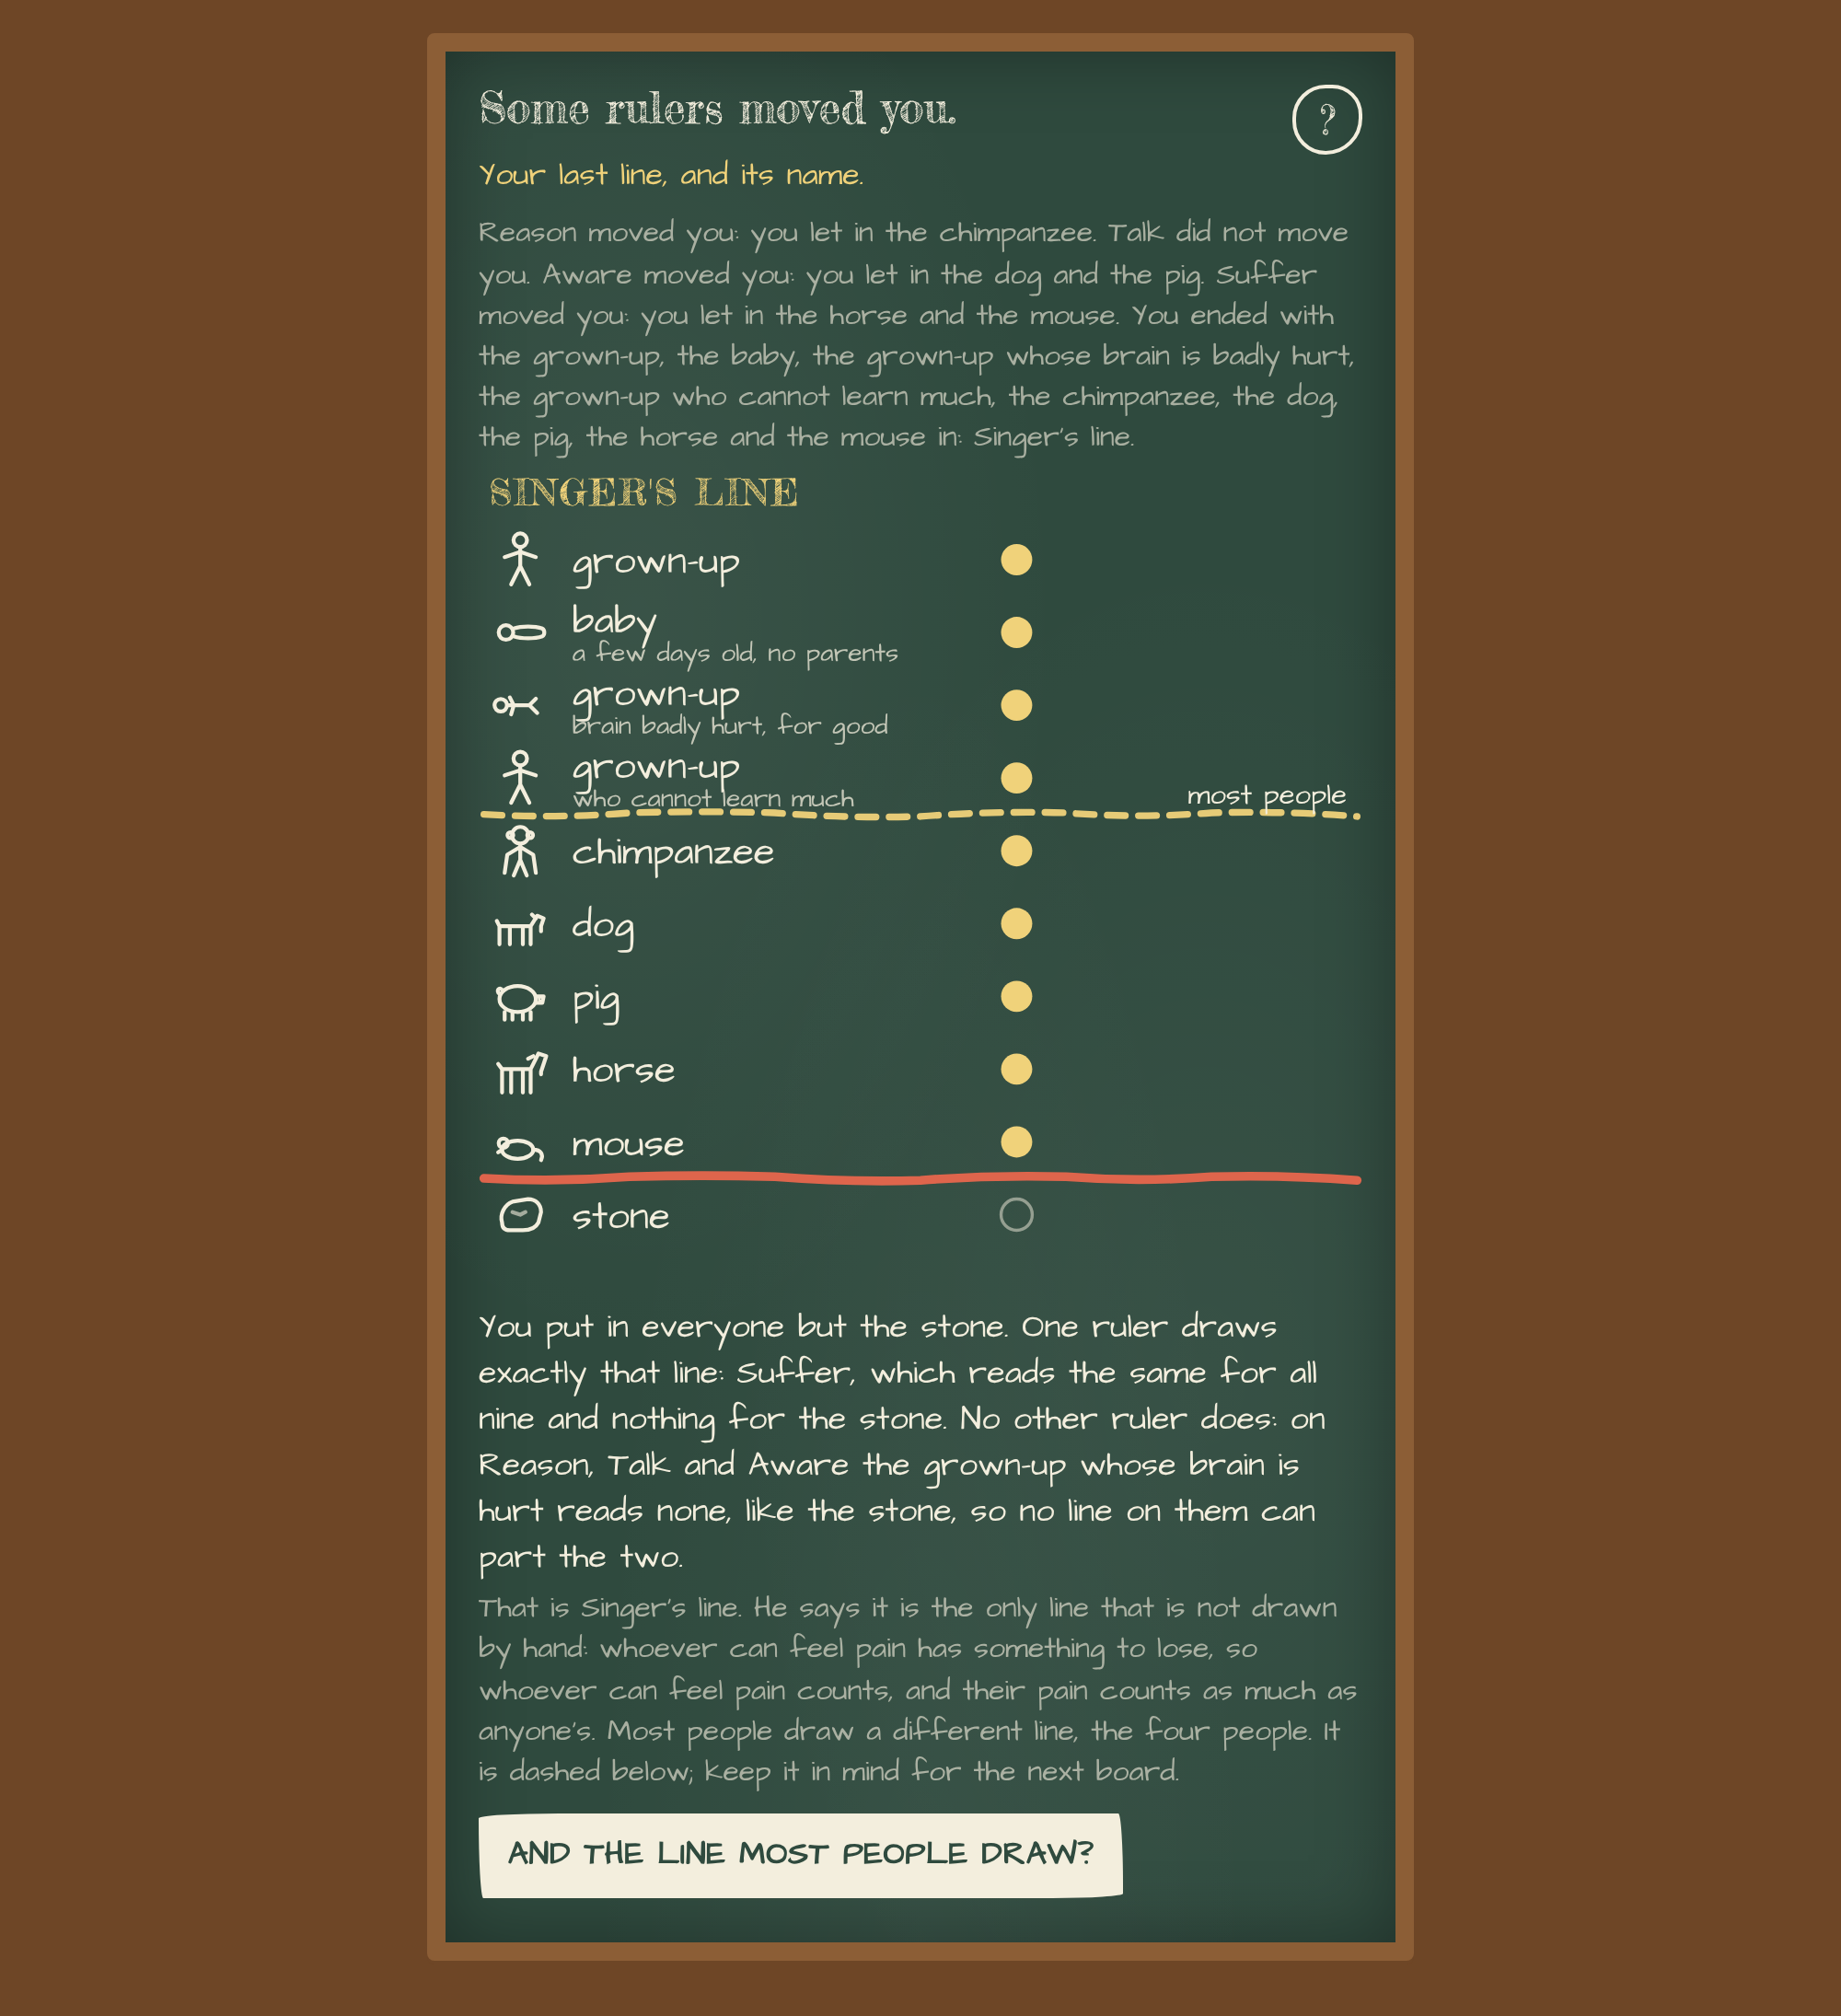 Some rulers moved you.
?
Your last line, and its name.
Reason moved you: you let in the chimpanzee. Talk did not move
you. Aware moved you: you let in the dog and the pig. Suffer
moved you: you let in the horse and the mouse. You ended with
the grown-up, the baby, the grown-up whose brain is badly hurt,
the grown-up who cannot learn much, the chimpanzee, the dog,
the pig, the horse and the mouse in: Singer's line.
SINGER'S LINE
grown-up
baby
a few days old, no parents
grown-up
brain badly hurt, for good
grown-up
who cannot learn much
most people
chimpanzee
dog
pig
horse
mouse
stone
You put in everyone but the stone. One ruler draws
exactly that line: Suffer, which reads the same for all
nine and nothing for the stone. No other ruler does: on
Reason, Talk and Aware the grown-up whose brain is
hurt reads none, like the stone, so no line on them can
part the two.
That is Singer's line. He says it is the only line that is not drawn
by hand: whoever can feel pain has something to lose, so
whoever can feel pain counts, and their pain counts as much as
anyone's. Most people draw a different line, the four people. It
is dashed below; keep it in mind for the next board.
AND THE LINE MOST PEOPLE DRAW?